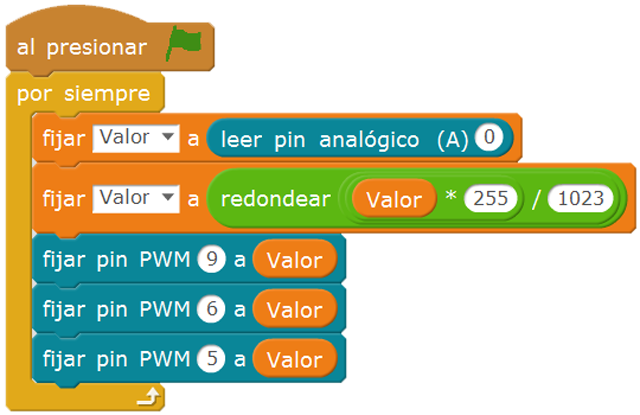 al presionar
por siempre
fijar Valor a leer pin analógico (A) 0
fijar Valor a redondear Valor * 255 / 1023
fijar pin PWM 9 a Valor
fijar pin PWM 6 a Valor
fijar pin PWM 5 a Valor